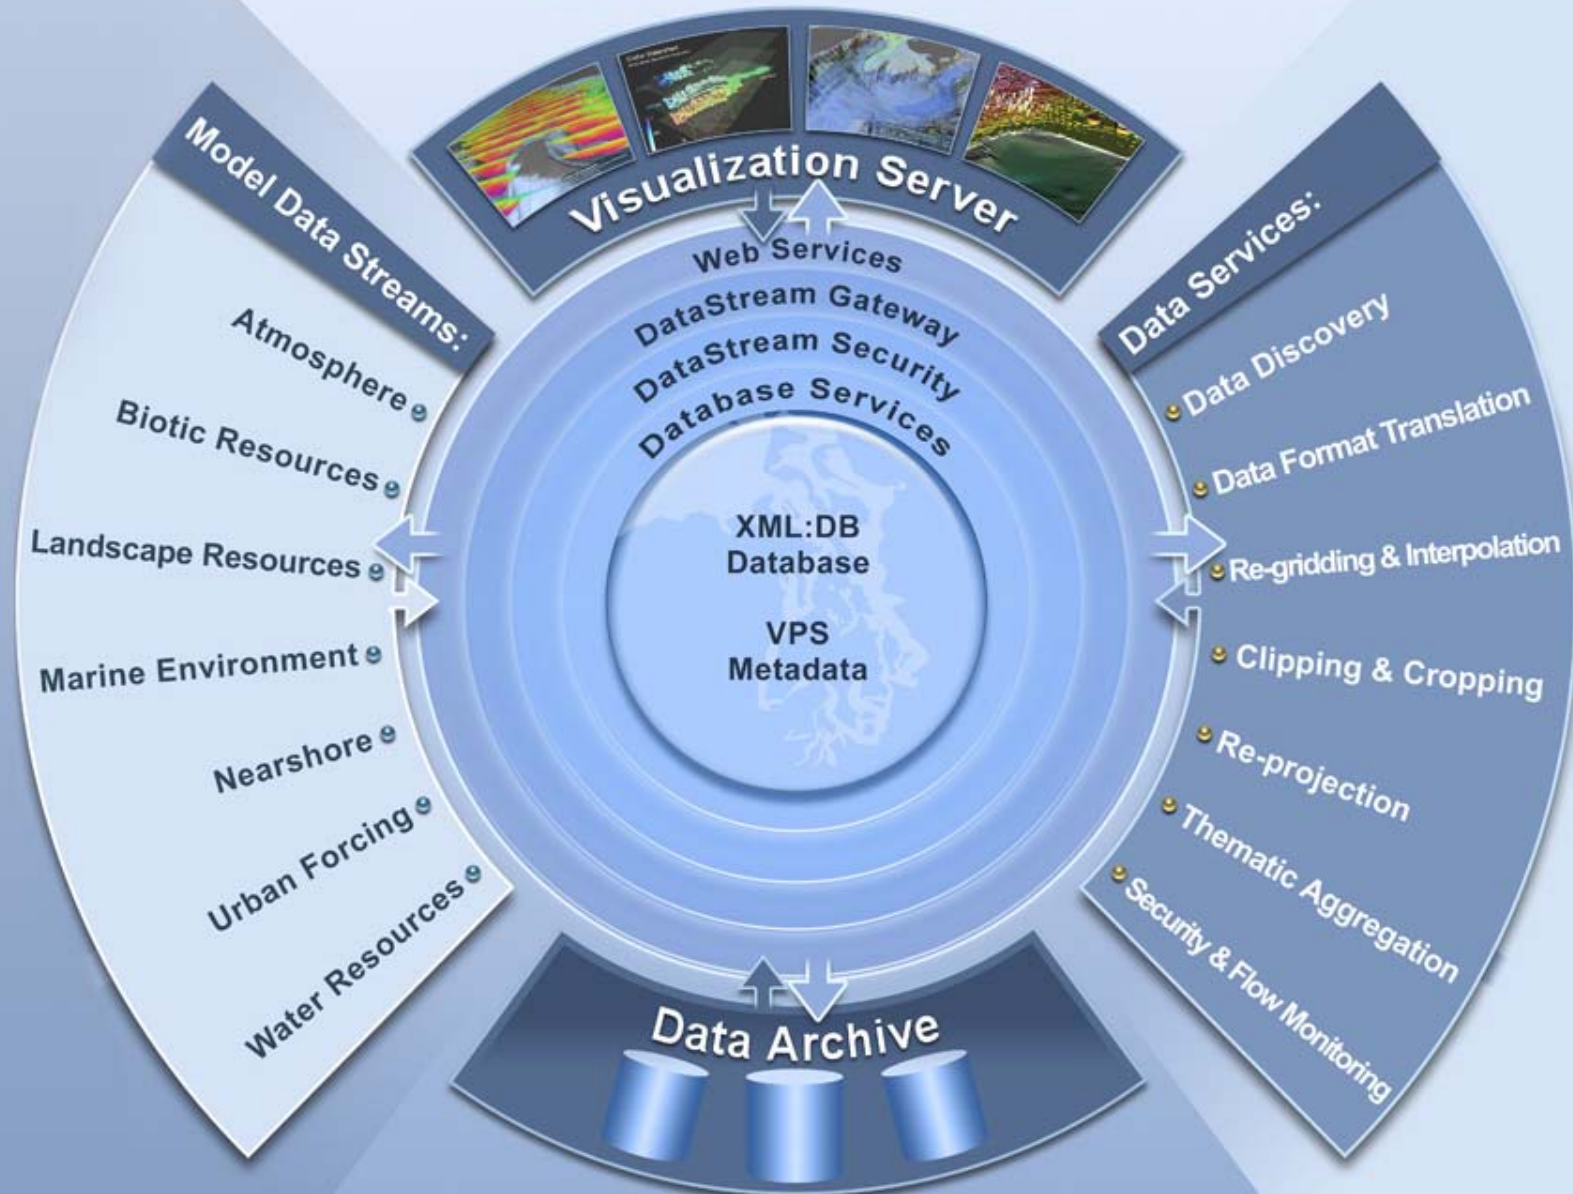 Visualization Server
Model Data Streams:
Atmosphere
Biotic Resources
Landscape Resources
Marine Environment
Nearshore
Urban Forcing
Water Resources
Web Services
DataStream Gateway
DataStream Security
Database Services
XML:DB
Database
VPS
Metadata
Data Services:
Data Discovery
Data Format Translation
Re-gridding & Interpolation
Clipping & Cropping
Re-projection
Thematic Aggregation
Security & Flow Monitoring
Data Archive